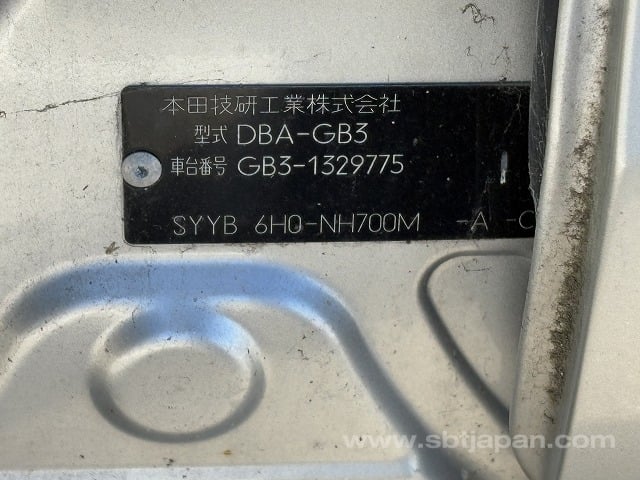 本田技研工業株式会社
型式 DBA-GB3
車台番号 GB3-1329775
SYYB 6H0-NH700M -A -C
www.sbtjapan.com